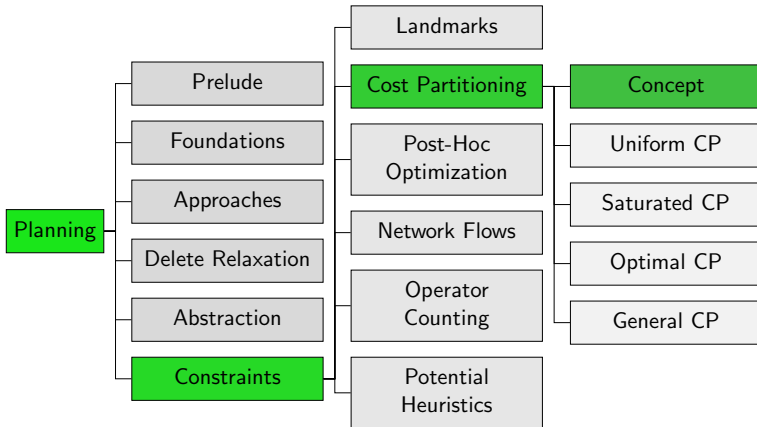 Planning
Prelude
Foundations
Approaches
Delete Relaxation
Abstraction
Constraints
Landmarks
Cost Partitioning
Post-Hoc
Optimization
Network Flows
Operator
Counting
Potential
Heuristics
Concept
Uniform CP
Saturated CP
Optimal CP
General CP